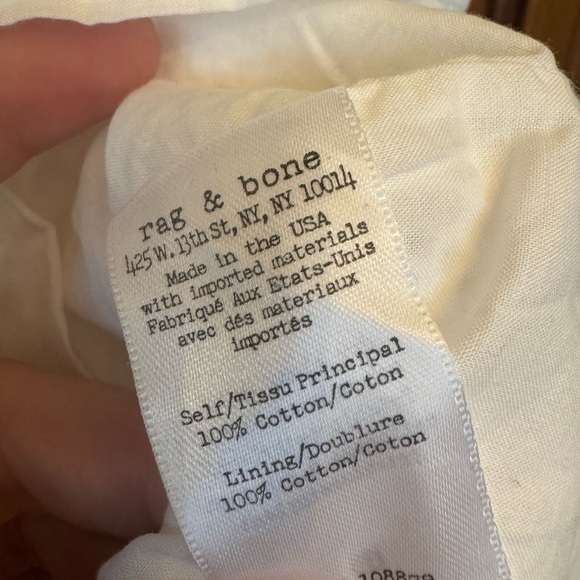 rag & bone
425 W. 13th St, NY, NY 10014
Made in the USA
with imported materials
Fabriqué Aux Etats-Unis
avec dés materiaux
importés
Self/Tissu Principal
100% Cotton/Coton
Lining/Doublure
100% Cotton/Coton